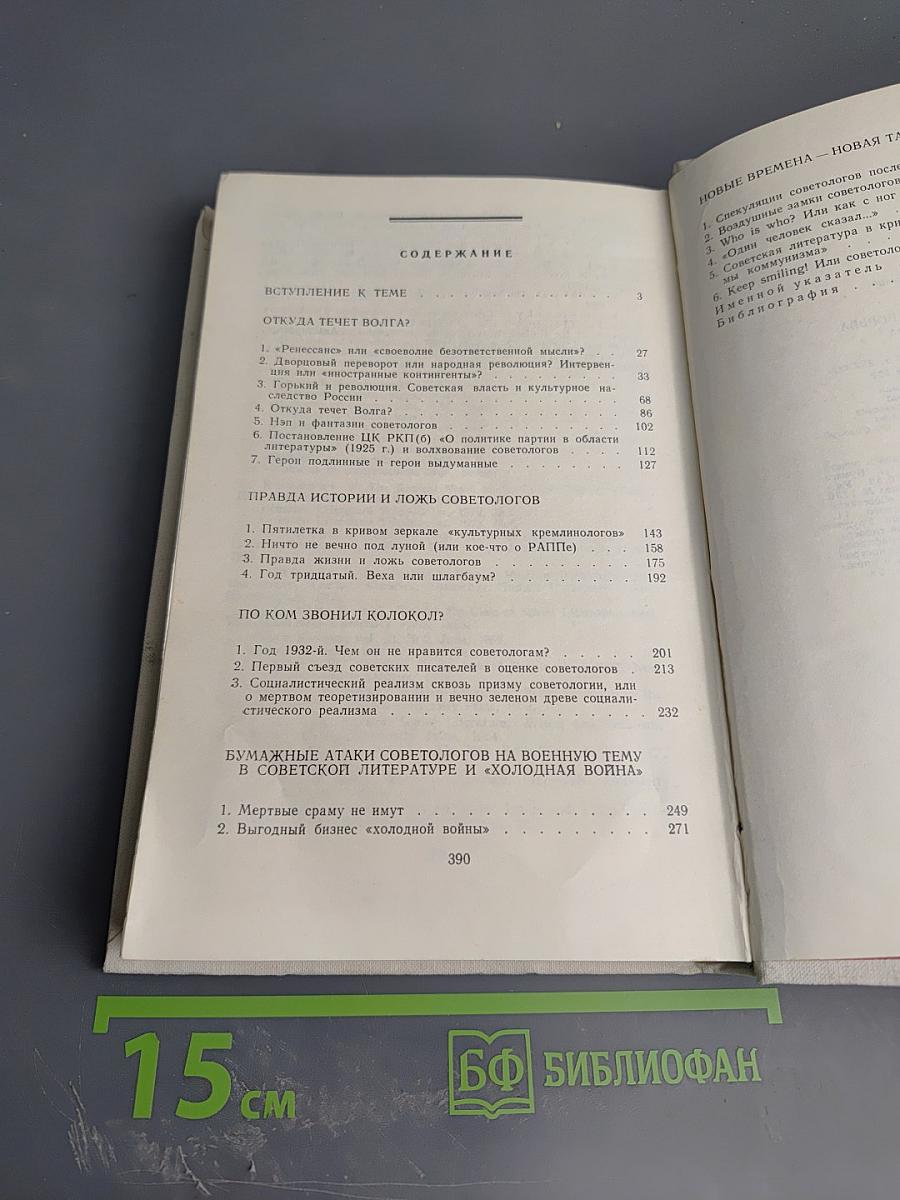 СОДЕРЖАНИЕ
ВСТУПЛЕНИЕ К ТЕМЕ . . . . . . . . . . . . . 3
ОТКУДА ТЕЧЕТ ВОЛГА?
1. «Ренессанс» или «своеволие безответственной мысли»? . . 27
2. Дворцовый переворот или народная революция? Интервен-
ция или «иностранные контингенты»? . . . . . . . . . 33
3. Горький и революция. Советская власть и культурное на-
следство России . . . . . . . . . . . . . . . . . 68
4. Откуда течет Волга? . . . . . . . . . . . . . . 86
5. Нэп и фантазии советологов . . . . . . . . . . . 102
6. Постановление ЦК РКП(б) «О политике партии в области
литературы» (1925 г.) и волхвование советологов . . . . 112
7. Герои подлинные и герои выдуманные . . . . . . . . 127
ПРАВДА ИСТОРИИ И ЛОЖЬ СОВЕТОЛОГОВ
1. Пятилетка в кривом зеркале «культурных кремлинологов» 143
2. Ничто не вечно под луной (или кое-что о РАППе) . . . 158
3. Правда жизни и ложь советологов . . . . . . . . . 175
4. Год тридцатый. Веха или шлагбаум? . . . . . . . . 192
ПО КОМ ЗВОНИЛ КОЛОКОЛ?
1. Год 1932-й. Чем он не нравится советологам? . . . . . 201
2. Первый съезд советских писателей в оценке советологов . 213
3. Социалистический реализм сквозь призму советологии, или
о мертвом теоретизировании и вечно зеленом древе социали-
стического реализма . . . . . . . . . . . . . . . . 232
БУМАЖНЫЕ АТАКИ СОВЕТОЛОГОВ НА ВОЕННУЮ ТЕМУ
В СОВЕТСКОЙ ЛИТЕРАТУРЕ И «ХОЛОДНАЯ ВОЙНА»
1. Мертвые сраму не имут . . . . . . . . . . . . . . 249
2. Выгодный бизнес «холодной войны» . . . . . . . . . 271
390
НОВЫЕ ВРЕМЕНА — НОВАЯ
1. Спекуляции советологов
2. Воздушные замки советологов
3. Who is who? Или как с ног
4. «Один человек сказал...»
5. Советская литература в
мы коммунизма» . . .
6. Keep smiling! Или
Именной указатель
Библиография . . .
15 см
БФ БИБЛИОФАН